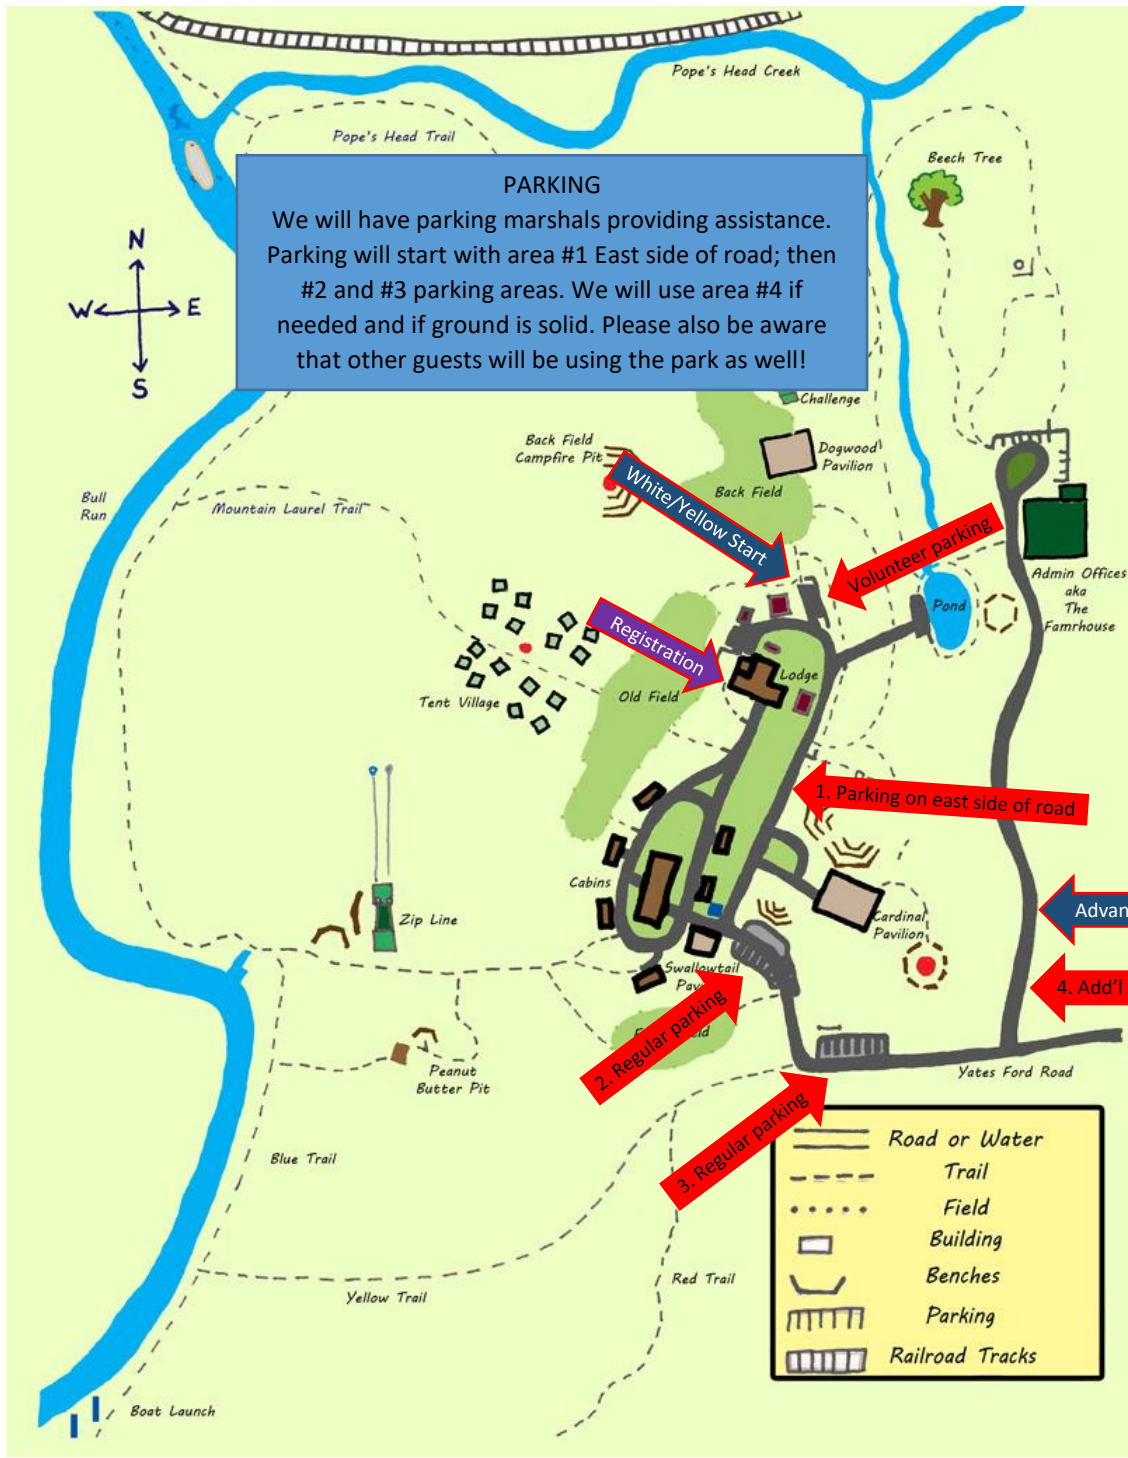 Pope's Head Creek
Pope's Head Trail
Beech Tree
PARKING
We will have parking marshals providing assistance.
Parking will start with area #1 East side of road; then
#2 and #3 parking areas. We will use area #4 if
needed and if ground is solid. Please also be aware
that other guests will be using the park as well!
N
W
E
S
Challenge
Back Field
Campfire Pit
Dogwood
Pavilion
Back Field
White/Yellow Start
Volunteer parking
Bull
Run
Mountain Laurel Trail
Admin Offices
aka
The
Famrhouse
Pond
Registration
Lodge
Old Field
Tent Village
1. Parking on east side of road
Cabins
Zip Line
Cardinal
Pavilion
Advan
Swallowtail
Pav
4. Add'l
2. Regular parking
F
ld
Peanut
Butter Pit
Yates Ford Road
3. Regular parking
Blue Trail
Red Trail
Yellow Trail
Boat Launch
Road or Water
Trail
Field
Building
Benches
Parking
Railroad Tracks